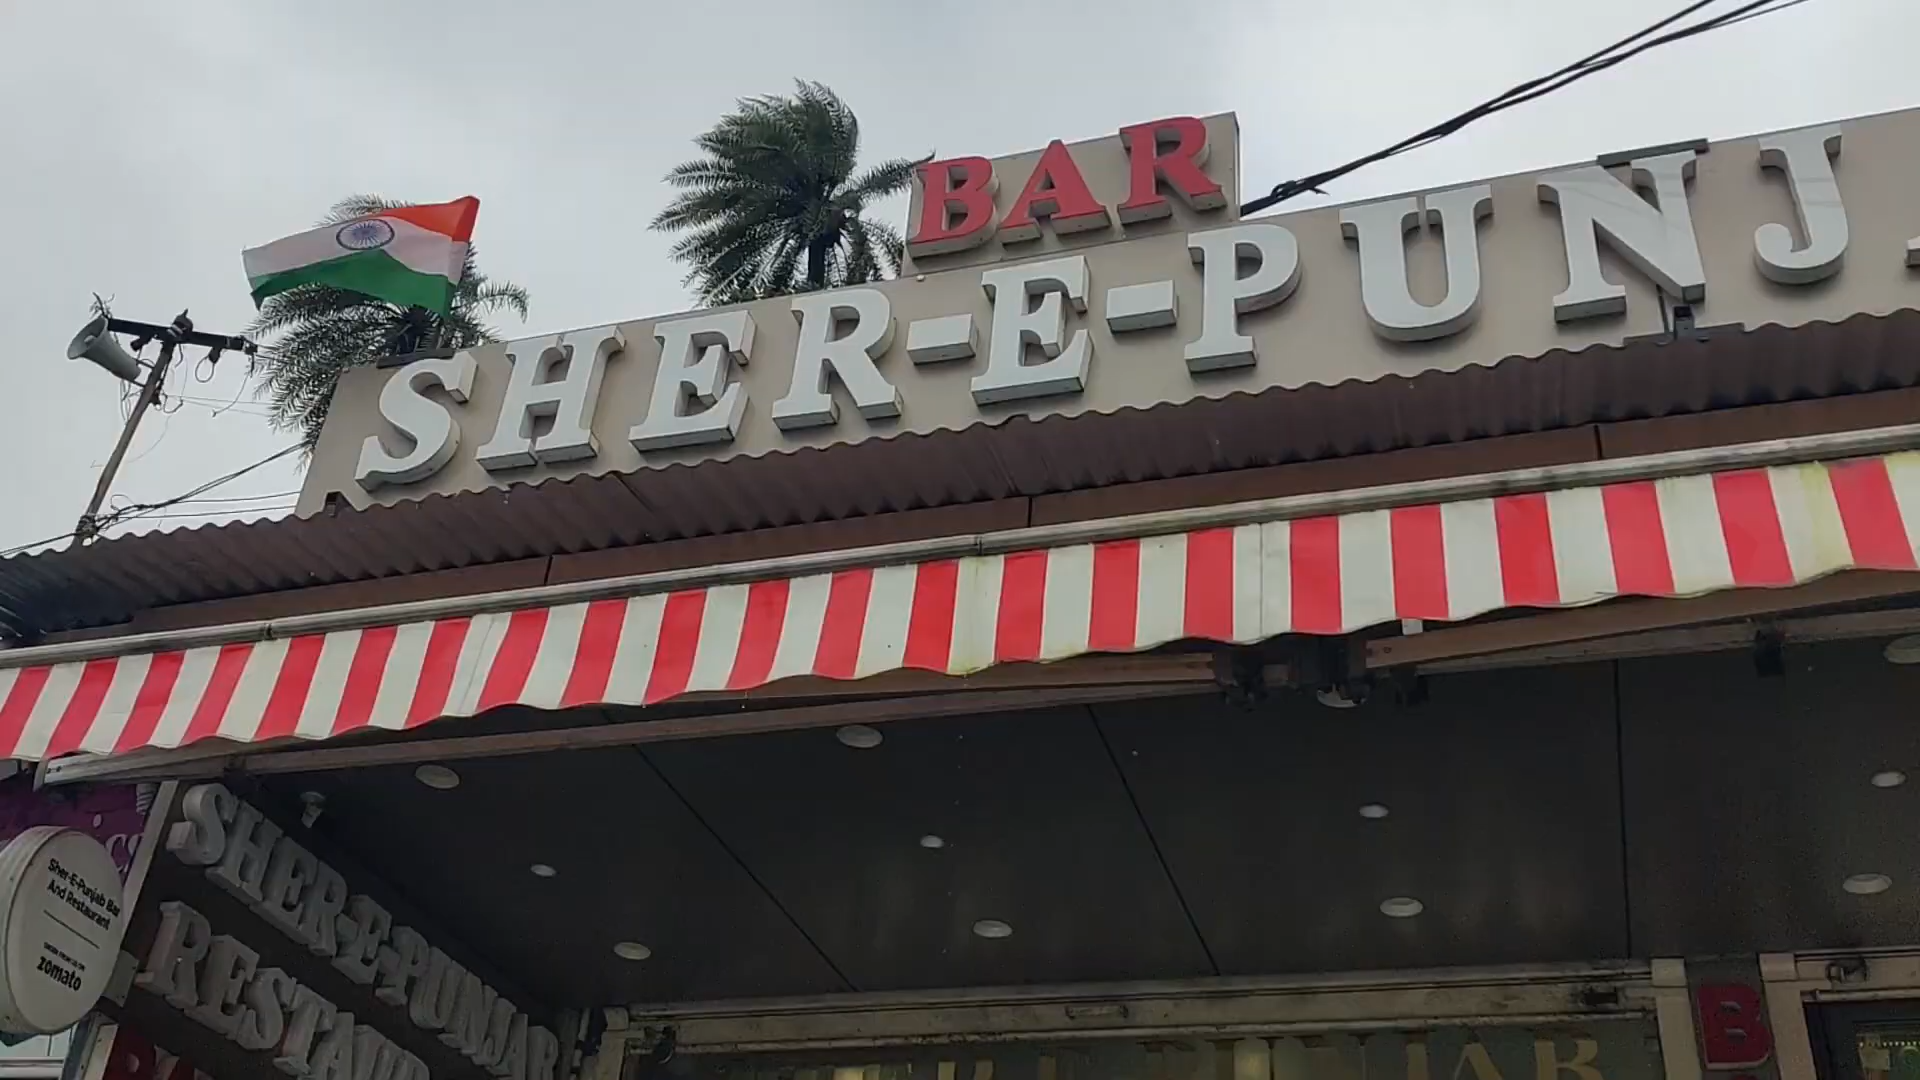 BAR
SHER-E-PUNJ
SHER-E-PUNJAB
RESTAU
Sher-E-Punjab Bar
And Restaurant
zomato
B